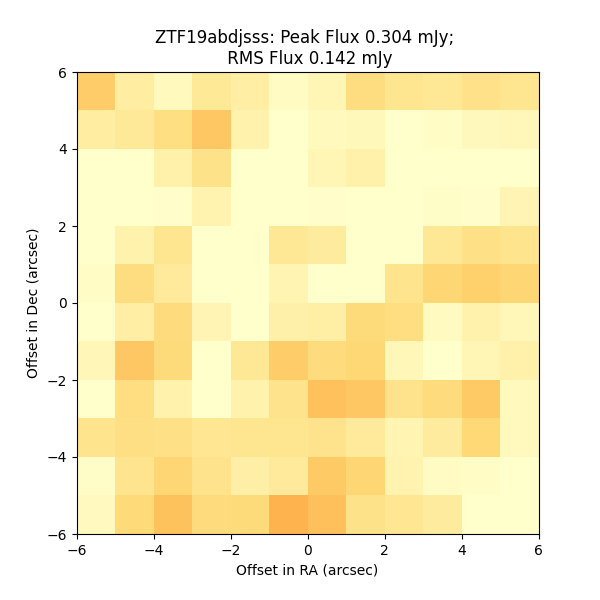 ZTF19abdjsss: Peak Flux 0.304 mJy;
RMS Flux 0.142 mJy
6
4
2
0
−2
−4
−6
Offset in Dec (arcsec)
−6 −4 −2 0 2 4 6
Offset in RA (arcsec)